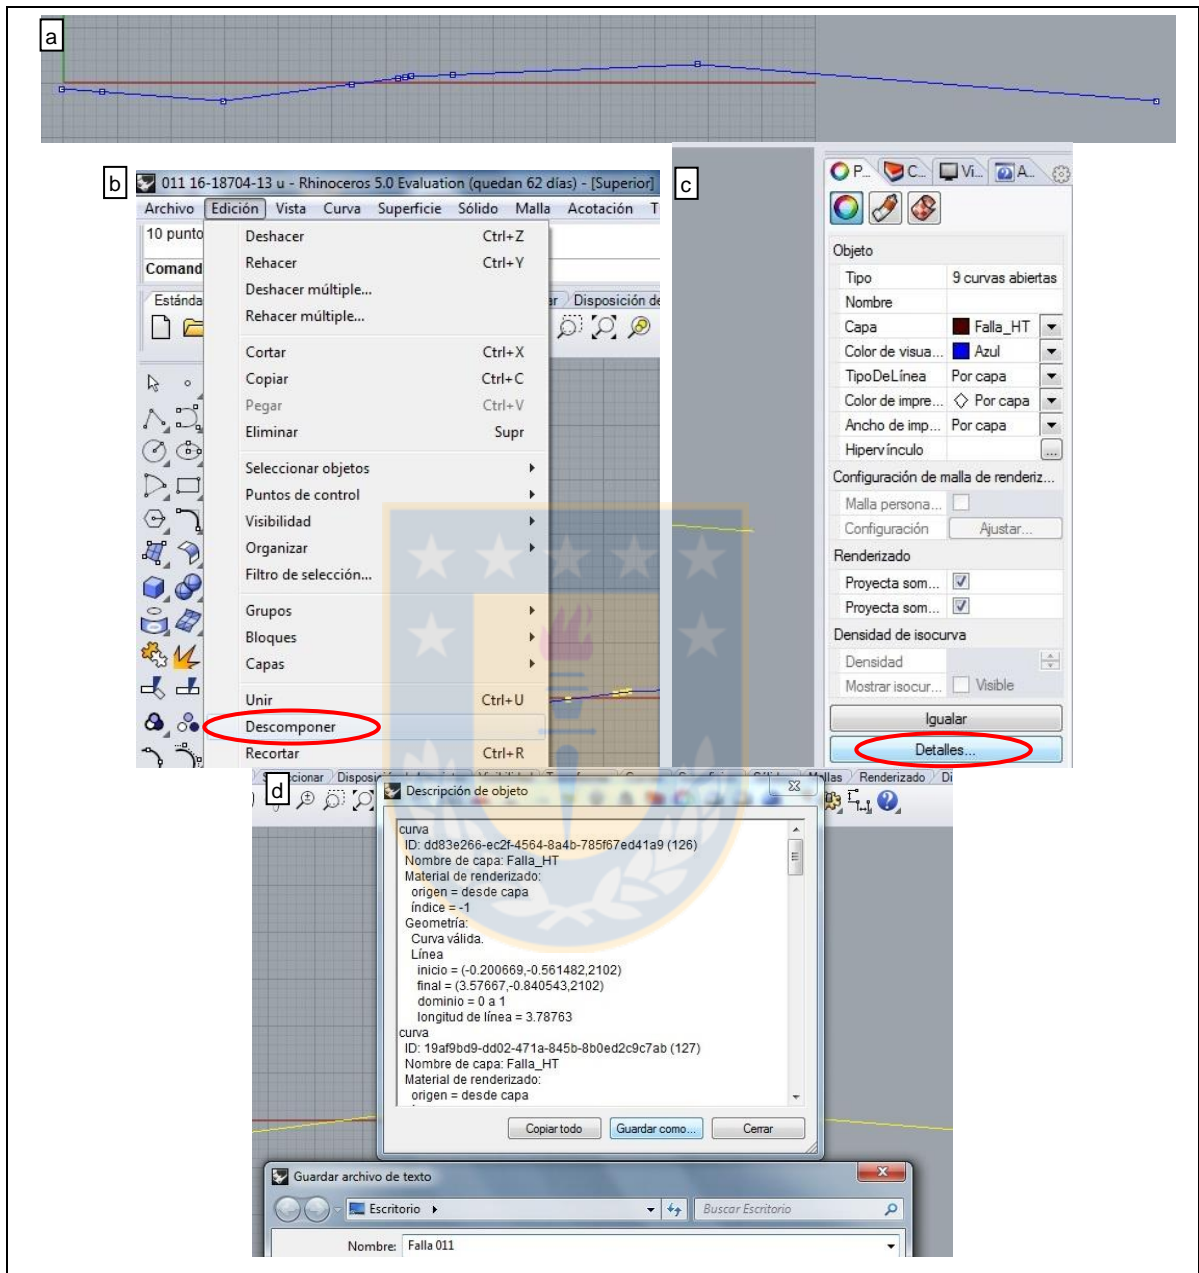 a
b
011 16-18704-13 u - Rhinoceros 5.0 Evaluation (quedan 62 días) - [Superior]
Archivo Edición Vista Curva Superficie Sólido Malla Acotación T
10 punto
Comand
Estánda
ar Disposición de
Deshacer Ctrl+Z
Rehacer Ctrl+Y
Deshacer múltiple...
Rehacer múltiple...
Cortar Ctrl+X
Copiar Ctrl+C
Pegar Ctrl+V
Eliminar Supr
Seleccionar objetos
Puntos de control
Visibilidad
Organizar
Filtro de selección...
Grupos
Bloques
Capas
Unir Ctrl+U
Descomponer
Recortar Ctrl+R
c
P... C... Vi... A...
Objeto
Tipo 9 curvas abiertas
Nombre
Capa Falla_HT
Color de visua... Azul
TipoDeLínea Por capa
Color de impre... Por capa
Ancho de imp... Por capa
Hipervínculo ...
Configuración de malla de renderiz...
Malla persona...
Configuración Ajustar...
Renderizado
Proyecta som...
Proyecta som...
Densidad de isocurva
Densidad
Mostrar isocur... Visible
Igualar
Detalles...
d
Mallas Renderizado Di
Descripción de objeto
curva
ID: dd83e266-ec2f-4564-8a4b-785f67ed41a9 (126)
Nombre de capa: Falla_HT
Material de renderizado:
origen = desde capa
índice = -1
Geometría:
Curva válida.
Línea
inicio = (-0.200669,-0.561482,2102)
final = (3.57667,-0.840543,2102)
dominio = 0 a 1
longitud de línea = 3.78763
curva
ID: 19af9bd9-dd02-471a-845b-8b0ed2c9c7ab (127)
Nombre de capa: Falla_HT
Material de renderizado:
origen = desde capa
Copiar todo Guardar como... Cerrar
Guardar archivo de texto
Escritorio Buscar Escritorio
Nombre: Falla 011